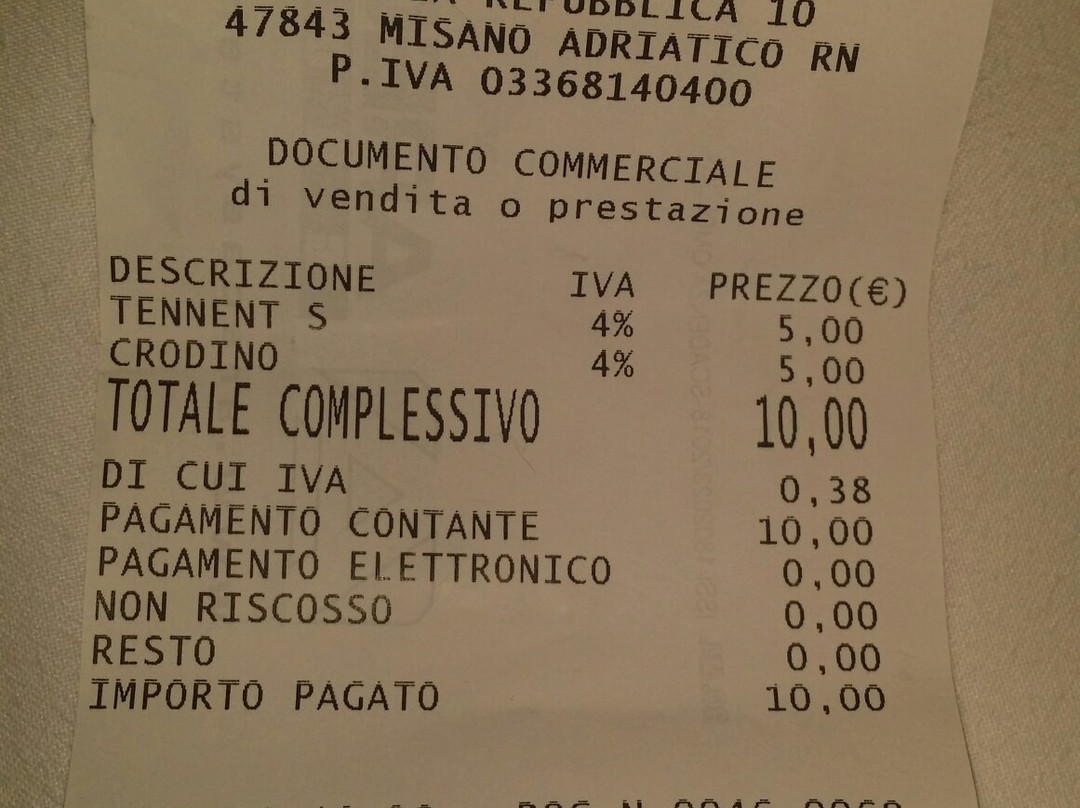 REPUBBLICA 10
47843 MISANO ADRIATICO RN
P.IVA 03368140400
DOCUMENTO COMMERCIALE
di vendita o prestazione
DESCRIZIONE IVA PREZZO(€)
TENNENT S 4% 5,00
CRODINO 4% 5,00
TOTALE COMPLESSIVO 10,00
DI CUI IVA 0,38
PAGAMENTO CONTANTE 10,00
PAGAMENTO ELETTRONICO 0,00
NON RISCOSSO 0,00
RESTO 0,00
IMPORTO PAGATO 10,00